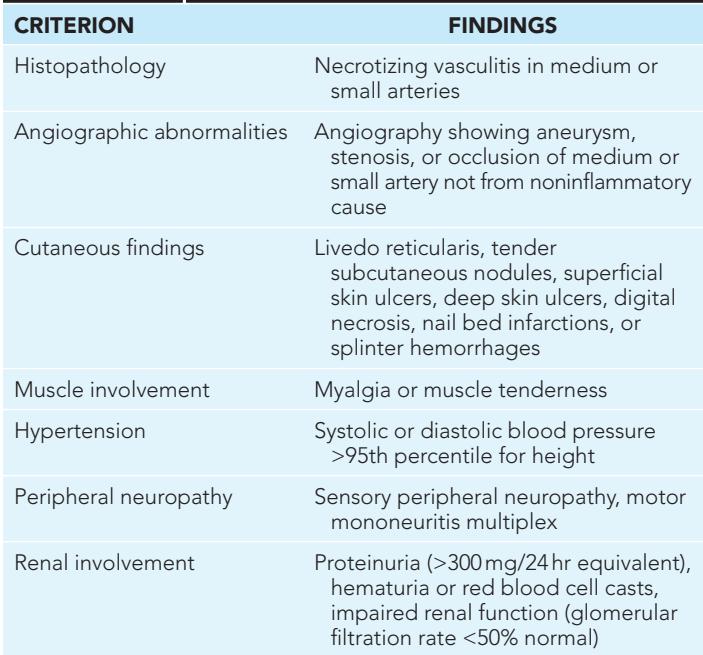 CRITERION FINDINGS
Histopathology Necrotizing vasculitis in medium or
small arteries
Angiographic abnormalities Angiography showing aneurysm,
stenosis, or occlusion of medium or
small artery not from noninflammatory
cause
Cutaneous findings Livedo reticularis, tender
subcutaneous nodules, superficial
skin ulcers, deep skin ulcers, digital
necrosis, nail bed infarctions, or
splinter hemorrhages
Muscle involvement Myalgia or muscle tenderness
Hypertension Systolic or diastolic blood pressure
>95th percentile for height
Peripheral neuropathy Sensory peripheral neuropathy, motor
mononeuritis multiplex
Renal involvement Proteinuria (>300 mg/24 hr equivalent),
hematuria or red blood cell casts,
impaired renal function (glomerular
filtration rate <50% normal)